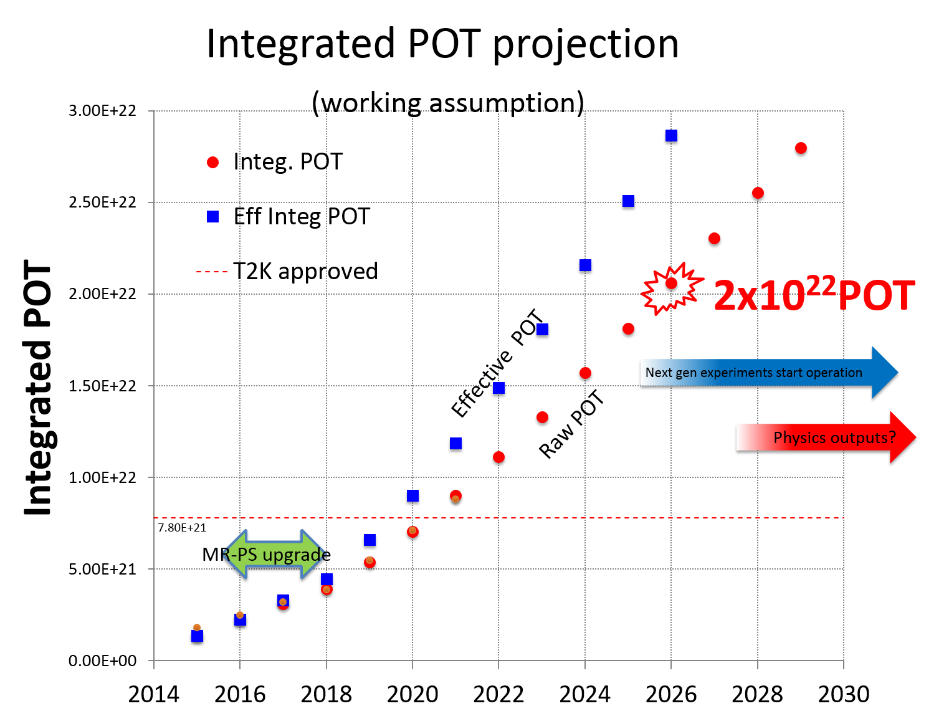 Integrated POT projection
(working assumption)
3.00E+22
2.50E+22
2.00E+22
1.50E+22
1.00E+22
5.00E+21
0.00E+00
Integrated POT
Integ. POT
Eff Integ POT
T2K approved
2x10²²POT
Effective POT
Raw POT
Next gen experiments start operation
Physics outputs?
7.80E+21
MR-PS upgrade
2014 2016 2018 2020 2022 2024 2026 2028 2030